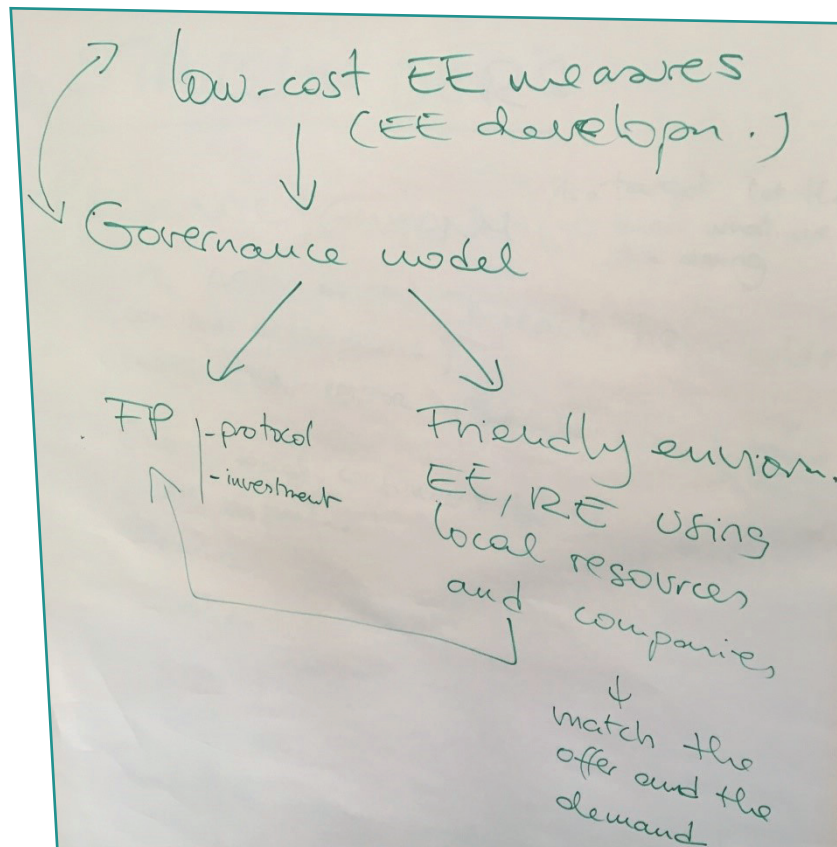 low-cost EE measures
(EE developm.)
Governance model
FP
-protocol
-investment
Friendly environ.
EE, RE using
local resources
and companies
match the
offer and the
demand